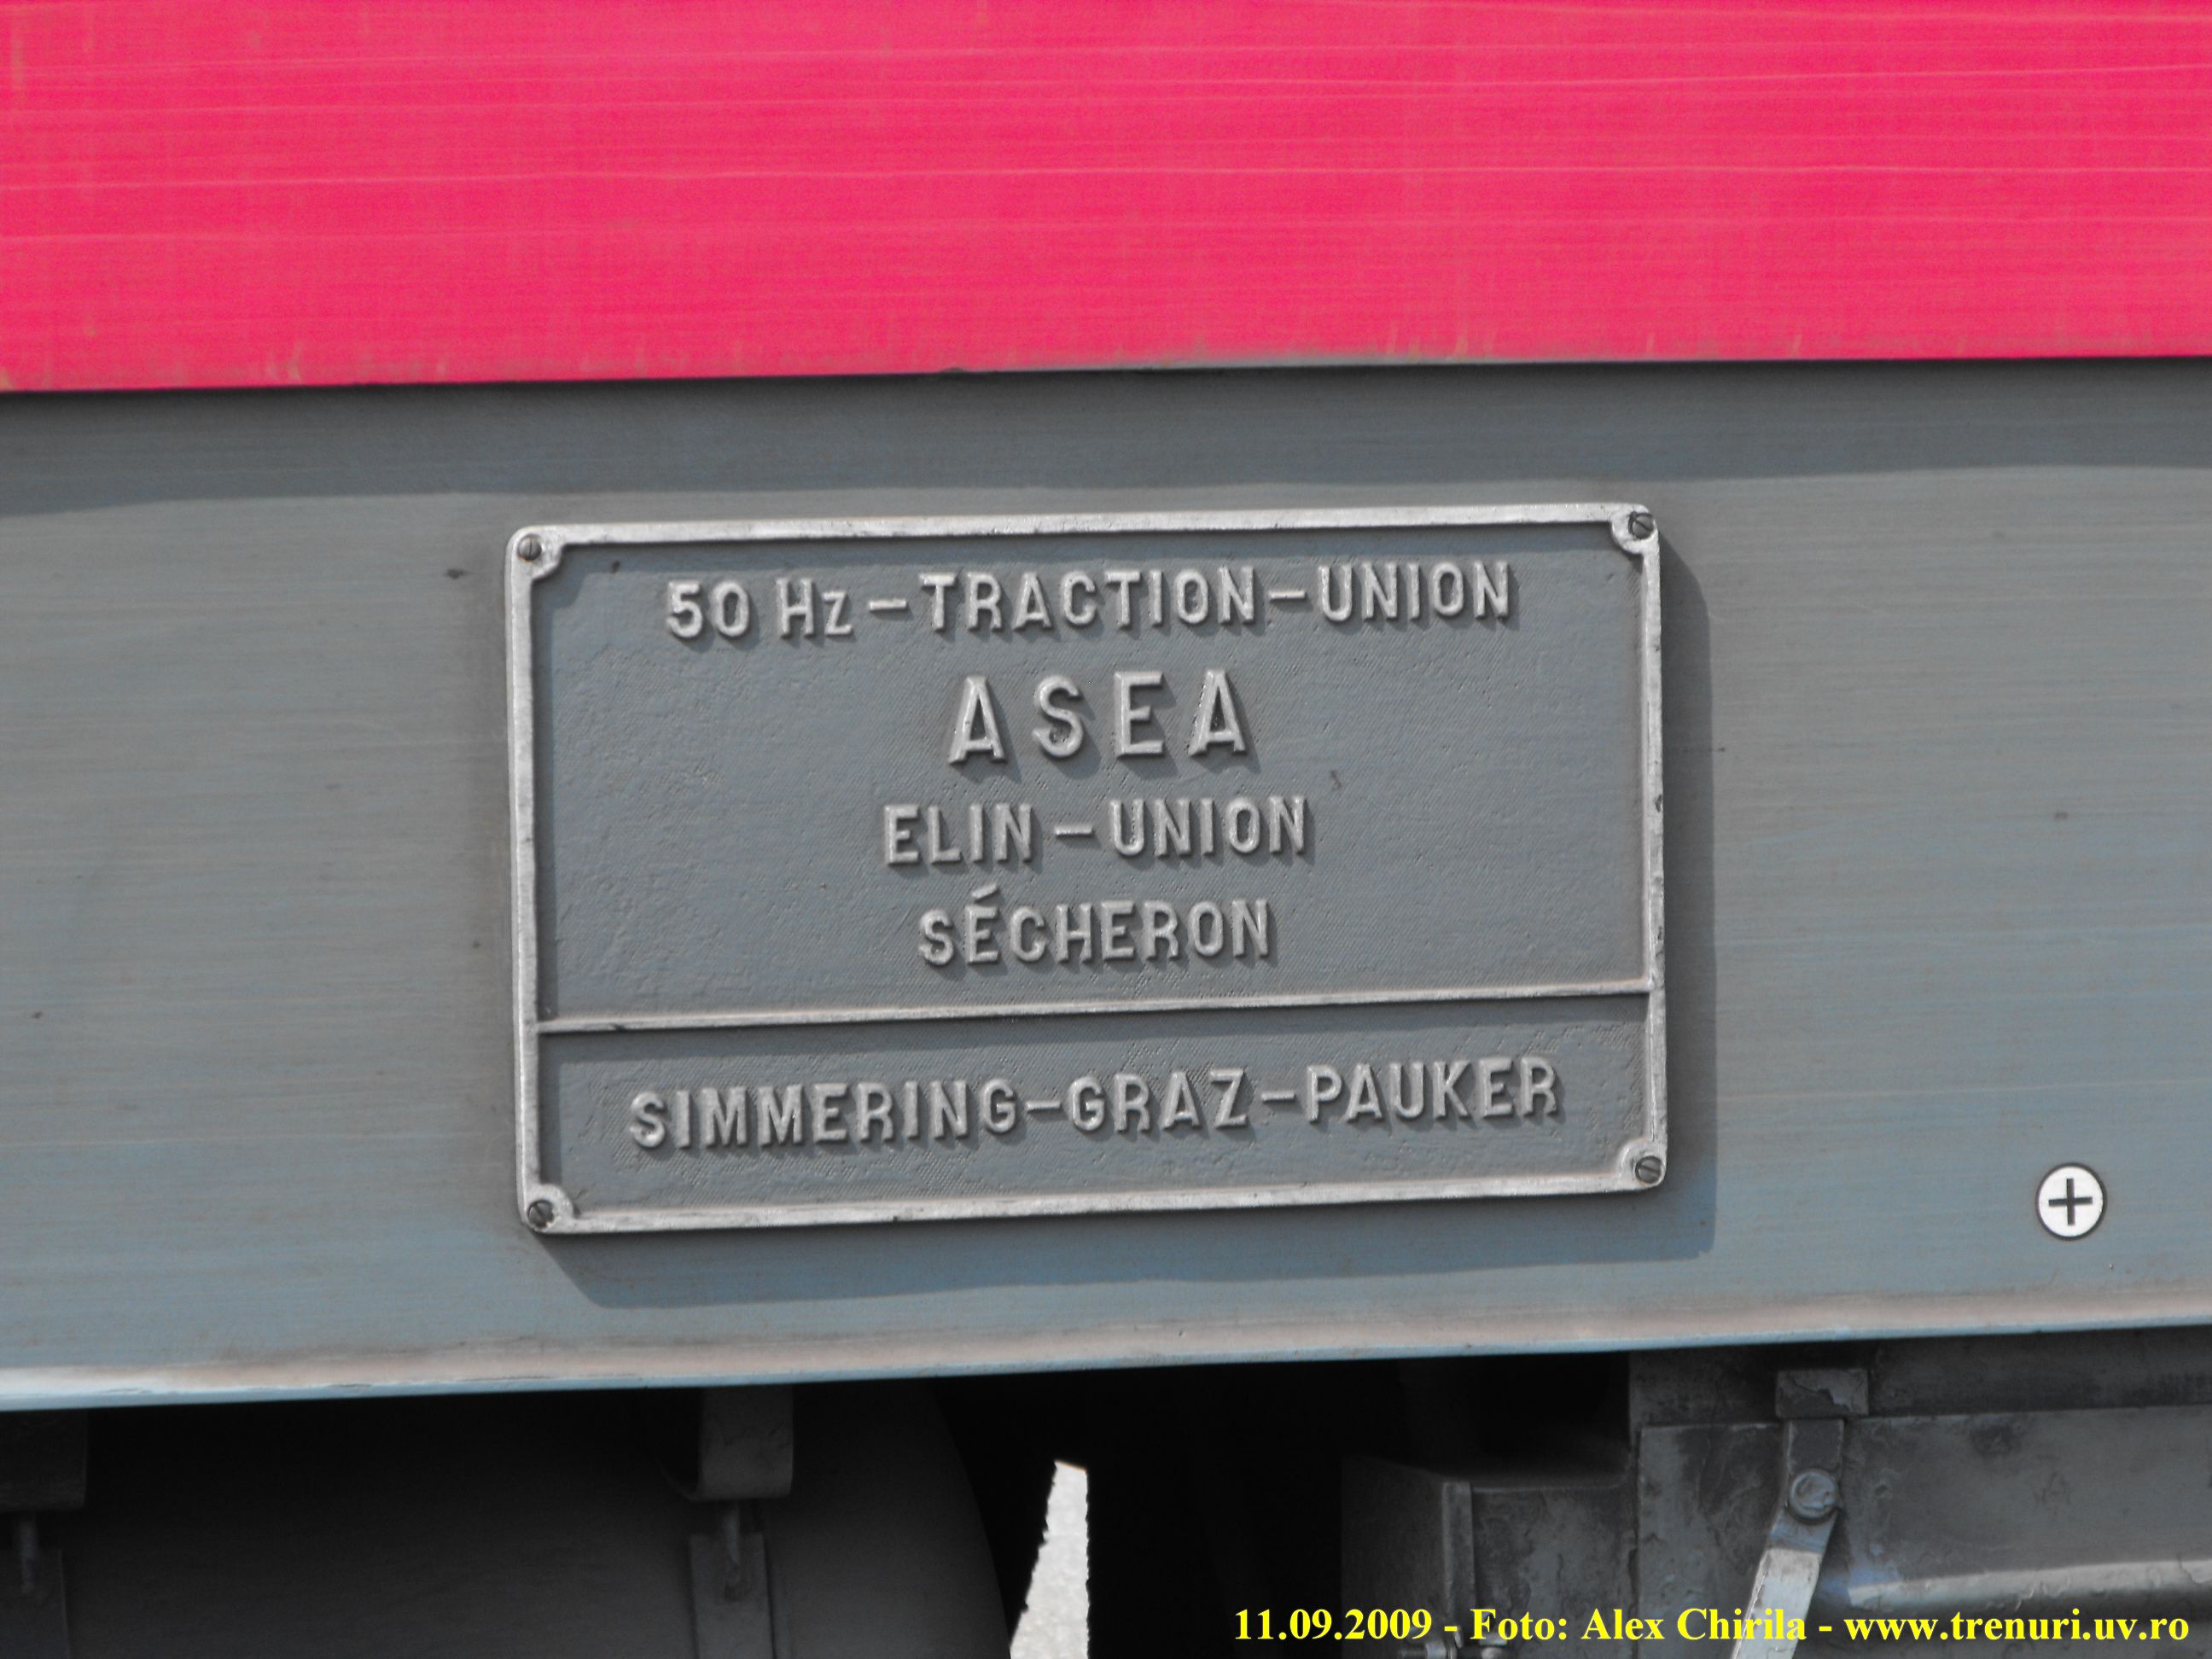 50 Hz-TRACTION-UNION
ASEA
ELIN-UNION
SÉCHERON
SIMMERING-GRAZ-PAUKER
11.09.2009 - Foto: Alex Chirila - www.trenuri.uv.ro